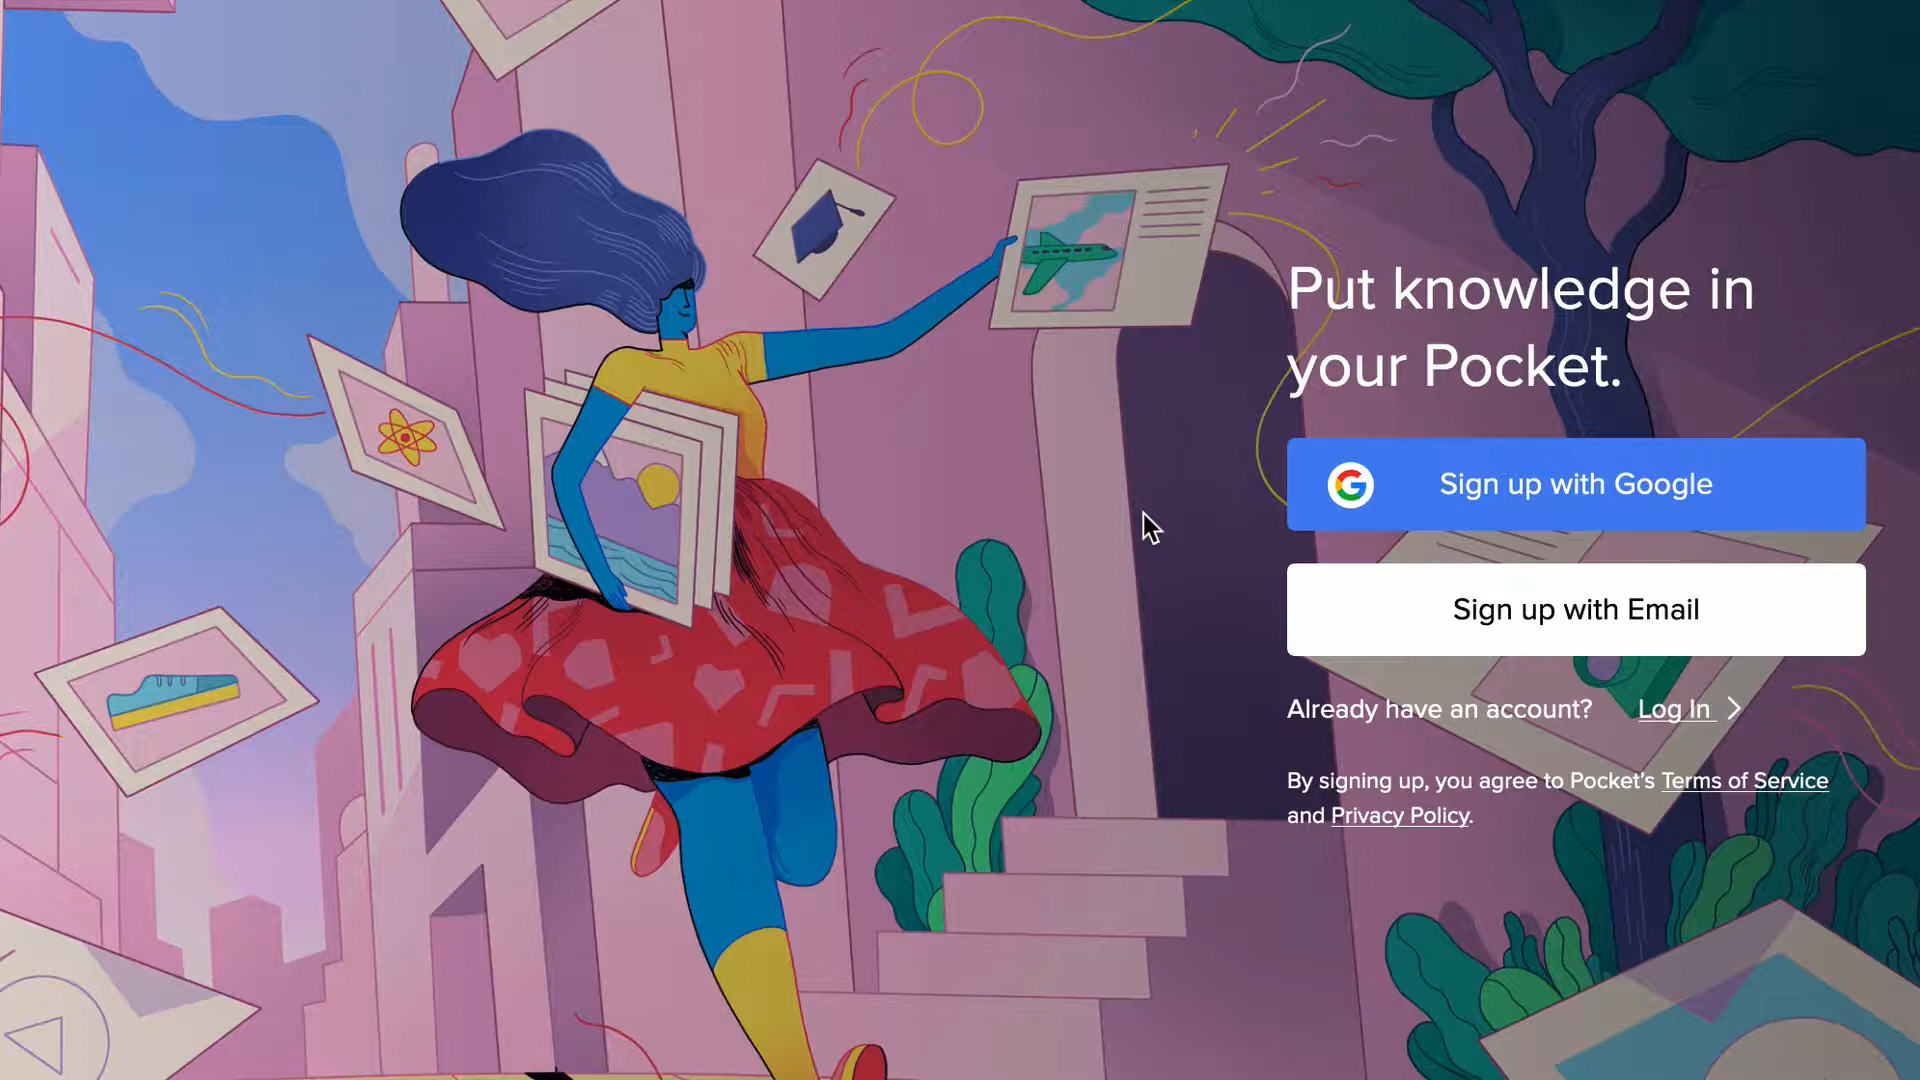 Put knowledge in
your Pocket.
Sign up with Google
Sign up with Email
Already have an account? Log In
By signing up, you agree to Pocket’s Terms of Service
and Privacy Policy.